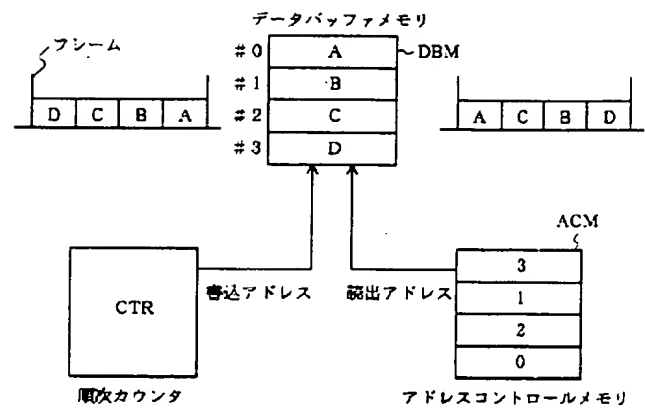 データバッファメモリ
フレーム
#0 A DBM
#1 B
#2 C
#3 D
D C B A
A C B D
ACM
CTR
書込アドレス
読出アドレス
3
1
2
0
順次カウンタ
アドレスコントロールメモリ